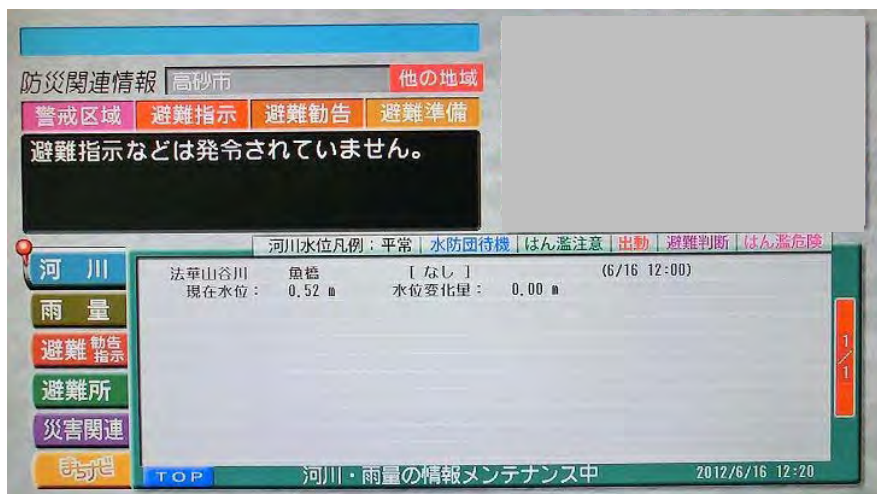 防災関連情報 高砂市 他の地域
警戒区域 避難指示 避難勧告 避難準備
避難指示などは発令されていません。
河川水位凡例：平常 水防団待機 はん濫注意 出動 避難判断 はん濫危険
河川
雨量
避難勧告指示
避難所
災害関連
まちナビ
法華山谷川 魚橋 [なし] (6/16 12:00)
現在水位： 0.52 m 水位変化量： 0.00 m
1/1
TOP 河川・雨量の情報メンテナンス中 2012/6/16 12:20